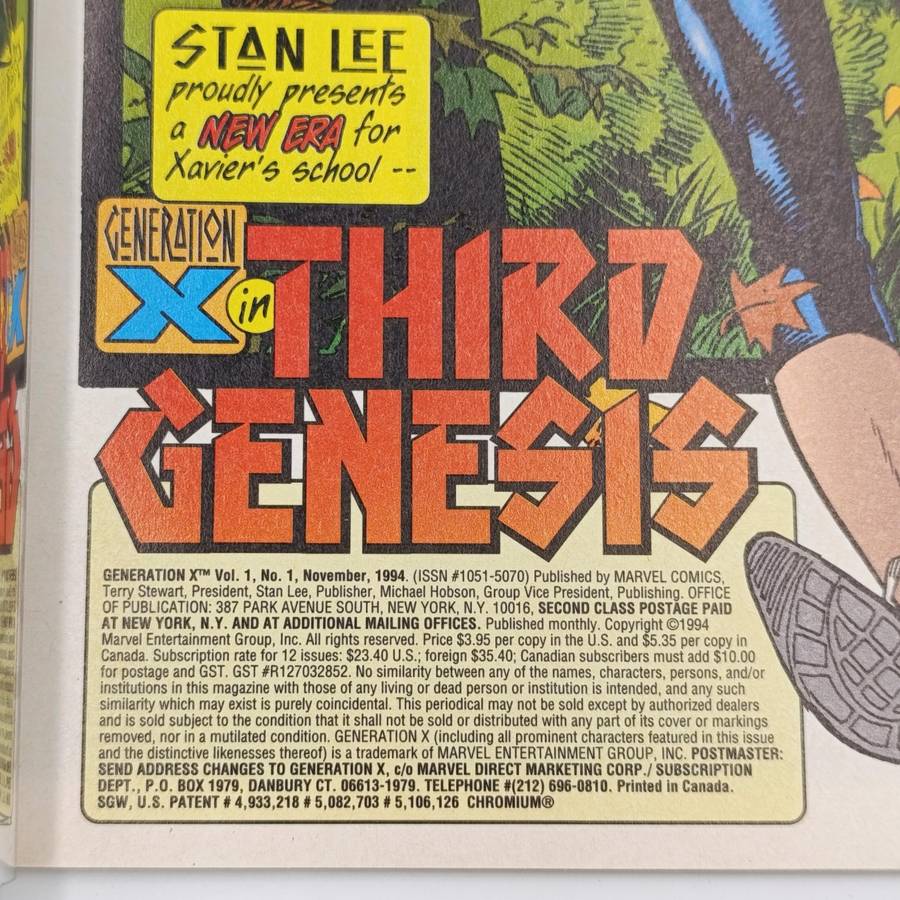 STAN LEE
proudly presents
a NEW ERA for
Xavier's school --
GENERATION
X
in
THIRD
GENESIS
GENERATION X™ Vol. 1, No. 1, November, 1994. (ISSN #1051-5070) Published by MARVEL COMICS,
Terry Stewart, President, Stan Lee, Publisher, Michael Hobson, Group Vice President, Publishing. OFFICE
OF PUBLICATION: 387 PARK AVENUE SOUTH, NEW YORK, N.Y. 10016, SECOND CLASS POSTAGE PAID
AT NEW YORK, N.Y. AND AT ADDITIONAL MAILING OFFICES. Published monthly. Copyright ©1994
Marvel Entertainment Group, Inc. All rights reserved. Price $3.95 per copy in the U.S. and $5.35 per copy in
Canada. Subscription rate for 12 issues: $23.40 U.S.; foreign $35.40; Canadian subscribers must add $10.00
for postage and GST. GST #R127032852. No similarity between any of the names, characters, persons, and/or
institutions in this magazine with those of any living or dead person or institution is intended, and any such
similarity which may exist is purely coincidental. This periodical may not be sold except by authorized dealers
and is sold subject to the condition that it shall not be sold or distributed with any part of its cover or markings
removed, nor in a mutilated condition. GENERATION X (including all prominent characters featured in this issue
and the distinctive likenesses thereof) is a trademark of MARVEL ENTERTAINMENT GROUP, INC. POSTMASTER:
SEND ADDRESS CHANGES TO GENERATION X, c/o MARVEL DIRECT MARKETING CORP./ SUBSCRIPTION
DEPT., P.O. BOX 1979, DANBURY CT. 06613-1979. TELEPHONE #(212) 696-0810. Printed in Canada.
SGW, U.S. PATENT # 4,933,218 # 5,082,703 # 5,106,126 CHROMIUM®